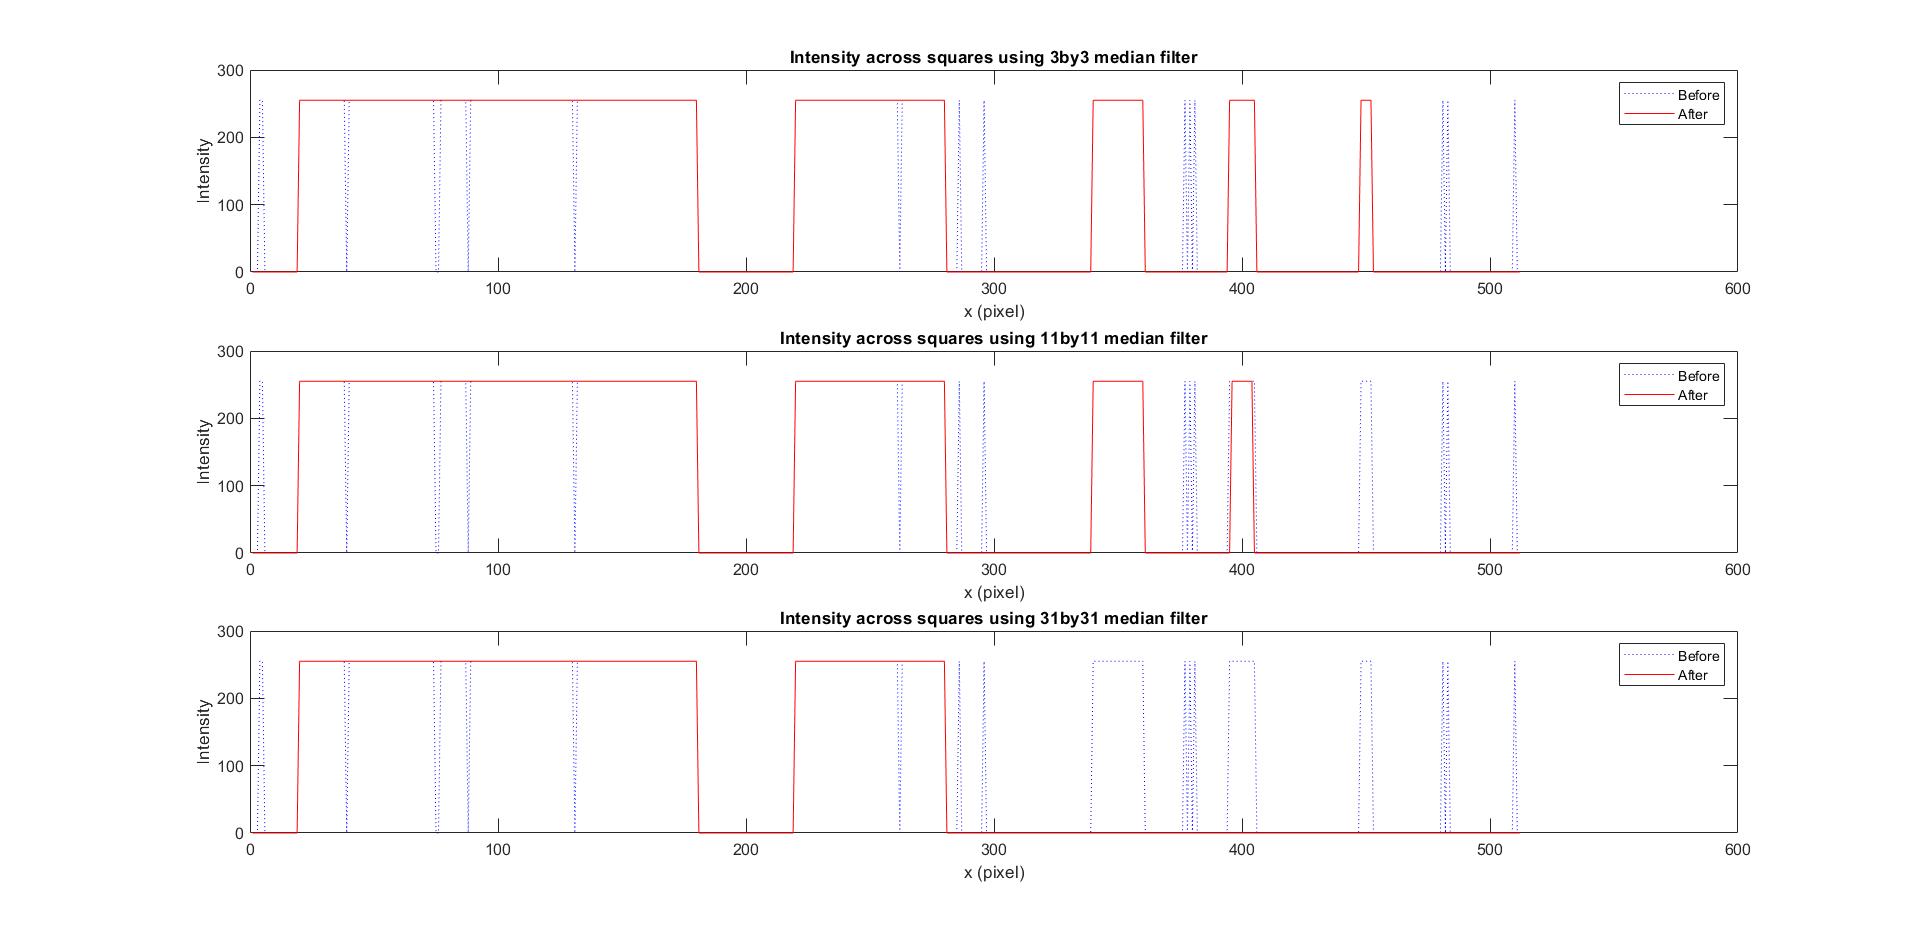 Intensity across squares using 3by3 median filter
300
200
100
0
Intensity
0 100 200 300 400 500 600
x (pixel)
Before
After
Intensity across squares using 11by11 median filter
300
200
100
0
Intensity
0 100 200 300 400 500 600
x (pixel)
Before
After
Intensity across squares using 31by31 median filter
300
200
100
0
Intensity
0 100 200 300 400 500 600
x (pixel)
Before
After